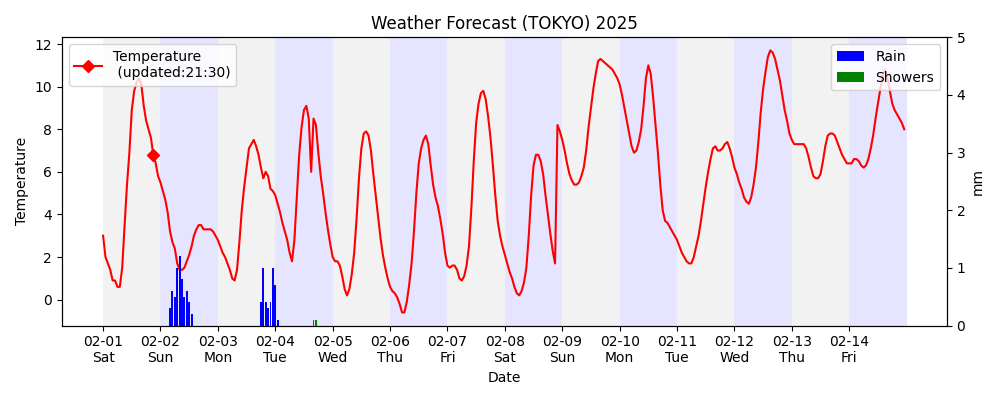 Weather Forecast (TOKYO) 2025
Temperature
(updated:21:30)
Rain
Showers
Temperature
12
10
8
6
4
2
0
5
4
3
2
1
0
mm
02-01 02-02 02-03 02-04 02-05 02-06 02-07 02-08 02-09 02-10 02-11 02-12 02-13 02-14
Sat Sun Mon Tue Wed Thu Fri Sat Sun Mon Tue Wed Thu Fri
Date